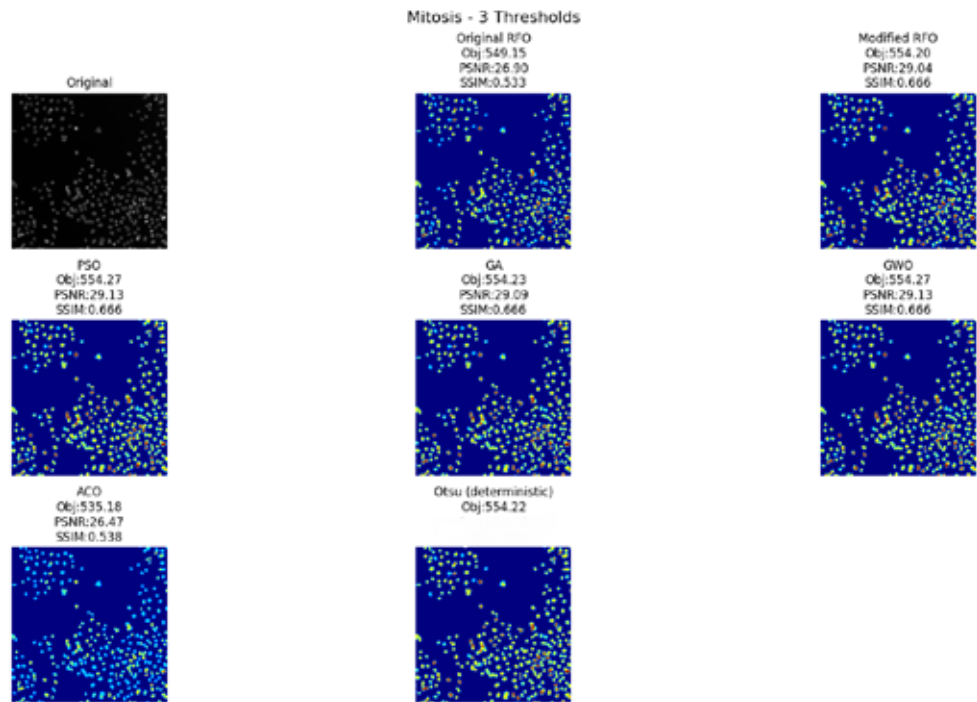 Mitosis - 3 Thresholds
Original
Original RFO
Obj:549.15
PSNR:26.90
SSIM:0.533
Modified RFO
Obj:554.20
PSNR:29.04
SSIM:0.666
PSO
Obj:554.27
PSNR:29.13
SSIM:0.666
GA
Obj:554.23
PSNR:29.09
SSIM:0.666
GWO
Obj:554.27
PSNR:29.13
SSIM:0.666
ACO
Obj:535.18
PSNR:26.47
SSIM:0.538
Otsu (deterministic)
Obj:554.22